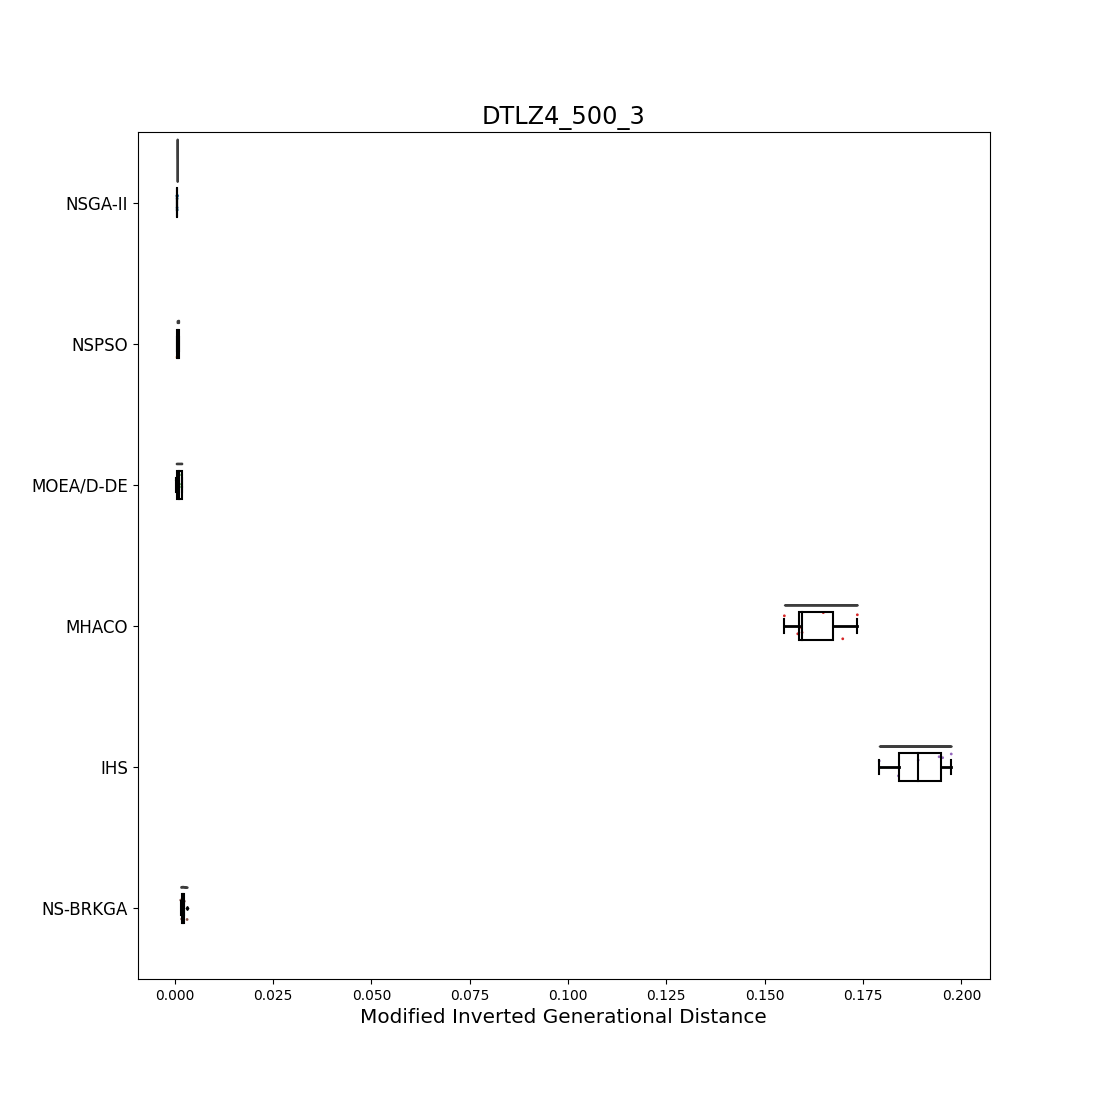 DTLZ4_500_3
NSGA-II
NSPSO
MOEA/D-DE
MHACO
IHS
NS-BRKGA
0.000 0.025 0.050 0.075 0.100 0.125 0.150 0.175 0.200
Modified Inverted Generational Distance